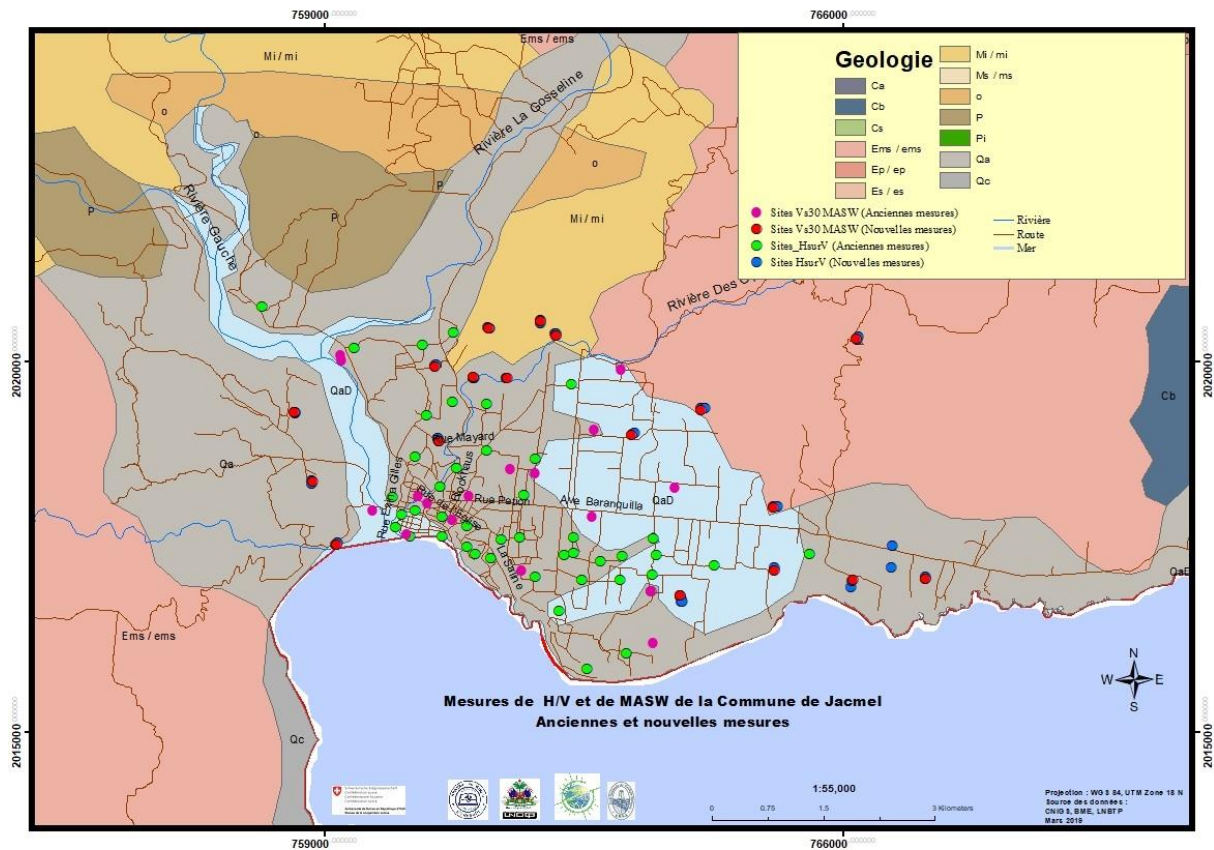 759000
766000
Geologie
Ca
Cb
Cs
Ems / ems
Ep / ep
Es / es
Mi / mi
Ms / ms
o
P
Pi
Qa
Qc
Sites Vs30 MASW (Anciennes mesures)
Sites Vs30 MASW (Nouvelles mesures)
Sites_HsurV (Anciennes mesures)
Sites HsurV (Nouvelles mesures)
Rivière
Route
Mer
Mi / mi
Ems / ems
o
o
Rivière La Gosseline
o
P
P
Mi / mi
Rivière Gauche
Rivière Des
2020000
2020000
QaD
Cb
Rue Mayard
Qa
Rue Petion
Ave Baranquilla
QaD
La Saline
QaD
Ems / ems
Qc
N
W
E
S
Mesures de H/V et de MASW de la Commune de Jacmel
Anciennes et nouvelles mesures
2015000
2015000
1:55,000
0
0.75
1.5
3 Kilometers
Projection : WGS 84, UTM Zone 18 N
Source des données :
CNIGS, BME, LNBTP
Mars 2019
759000
766000